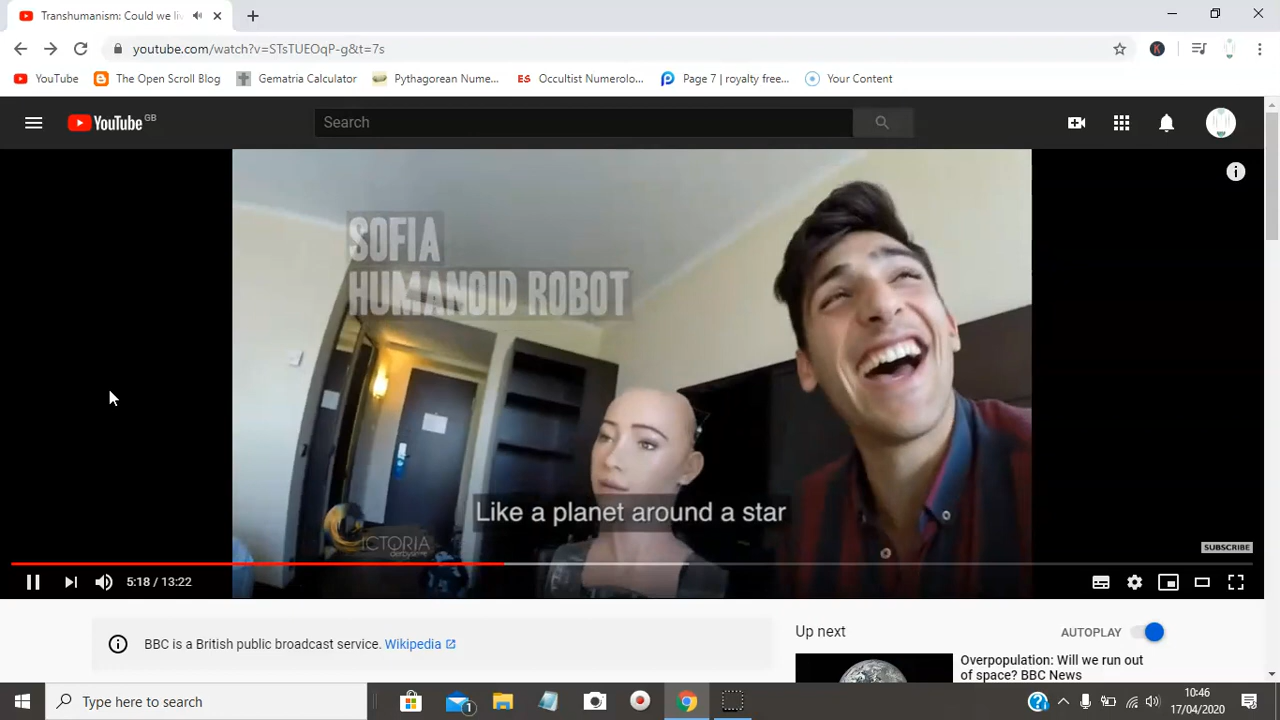 Transhumanism: Could we li
youtube.com/watch?v=STsTUEOqP-g&t=7s
YouTube
The Open Scroll Blog
Gematria Calculator
Pythagorean Nume...
ES
Occultist Numerolo...
Page 7 | royalty free...
Your Content
YouTube GB
Search
SOFIA
HUMANOID ROBOT
Like a planet around a star
ICTORIA
SUBSCRIBE
5:18 / 13:22
BBC is a British public broadcast service. Wikipedia
Up next
AUTOPLAY
Overpopulation: Will we run out
of space? BBC News
Type here to search
1
10:46
17/04/2020